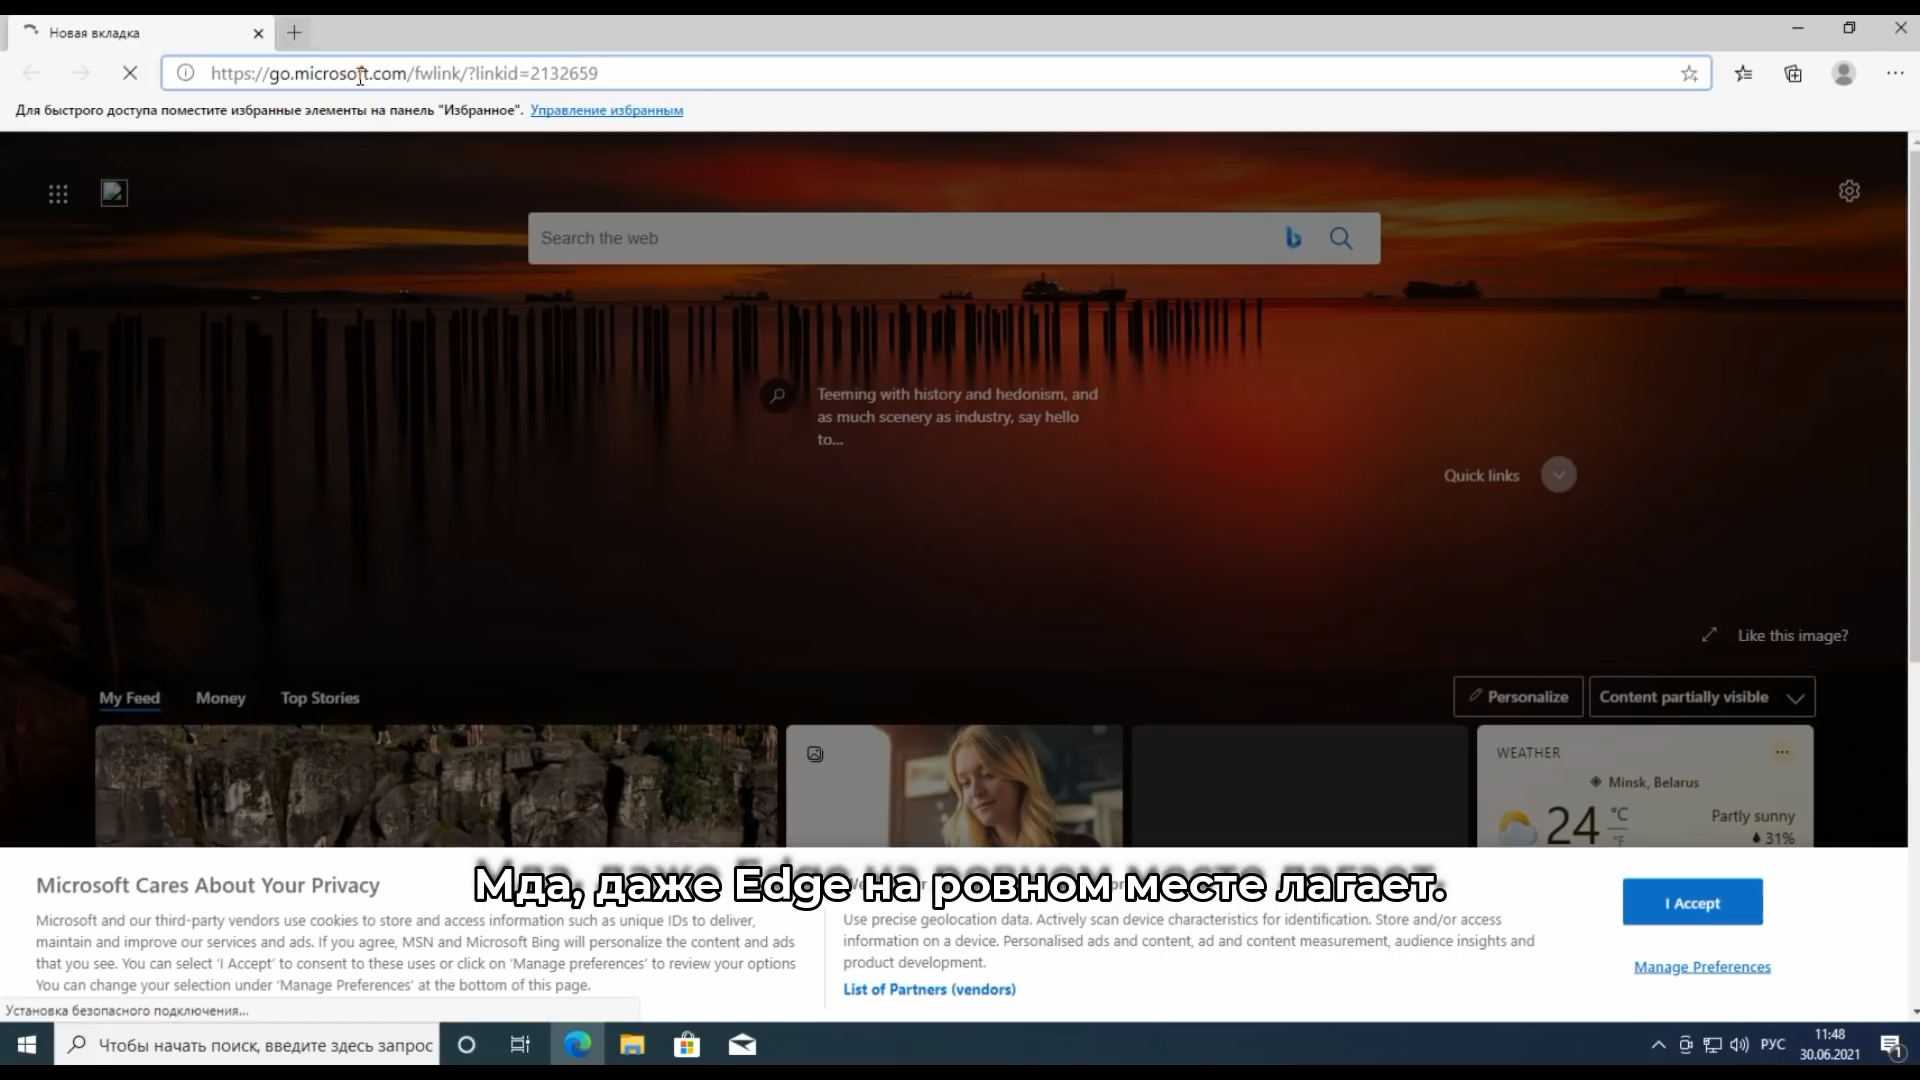 Новая вкладка
https://go.microsoft.com/fwlink/?linkid=2132659
Для быстрого доступа поместите избранные элементы на панель "Избранное". Управление избранным
Search the web
Teeming with history and hedonism, and
as much scenery as industry, say hello
to...
Quick links
Like this image?
My Feed Money Top Stories
Personalize Content partially visible
WEATHER
Minsk, Belarus
24 °C
°F
Partly sunny
31%
Мда, даже Edge на ровном месте лагает.
Microsoft Cares About Your Privacy
Microsoft and our third-party vendors use cookies to store and access information such as unique IDs to deliver,
maintain and improve our services and ads. If you agree, MSN and Microsoft Bing will personalize the content and ads
that you see. You can select 'I Accept' to consent to these uses or click on 'Manage preferences' to review your options
You can change your selection under 'Manage Preferences' at the bottom of this page.
Use precise geolocation data. Actively scan device characteristics for identification. Store and/or access
information on a device. Personalised ads and content, ad and content measurement, audience insights and
product development.
List of Partners (vendors)
I Accept
Manage Preferences
Установка безопасного подключения...
Чтобы начать поиск, введите здесь запрос
РУС
11:48
30.06.2021
1